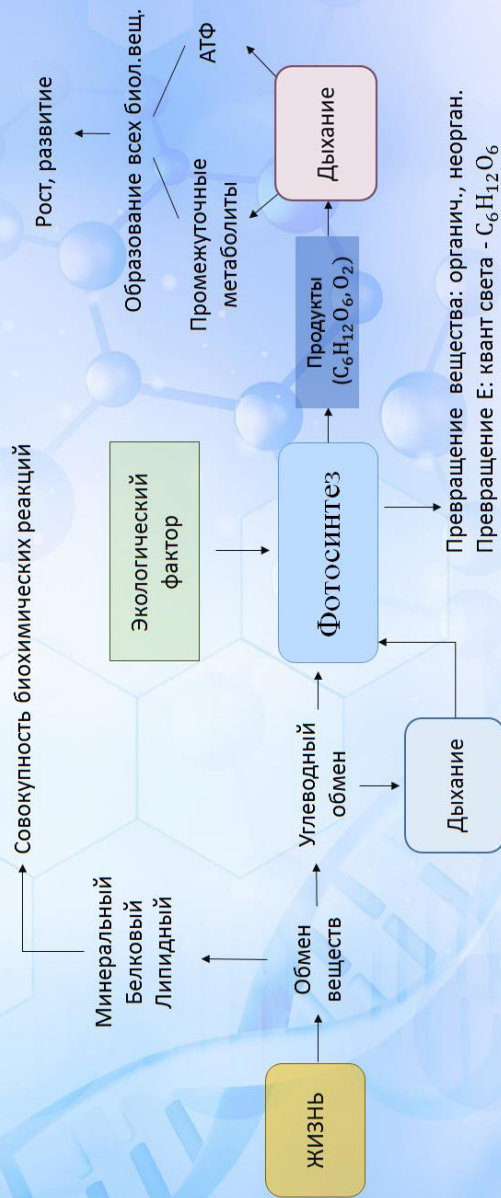 ЖИЗНЬ
Обмен
веществ
Минеральный
Белковый
Липидный
Совокупность биохимических реакций
Углеводный
обмен
Дыхание
Экологический
фактор
Фотосинтез
Превращение вещества: органич., неорган.
Превращение Е: квант света - C₆H₁₂O₆
Продукты
(C₆H₁₂O₆, O₂)
Дыхание
Промежуточные
метаболиты
АТФ
Образование всех биол.вещ.
Рост, развитие